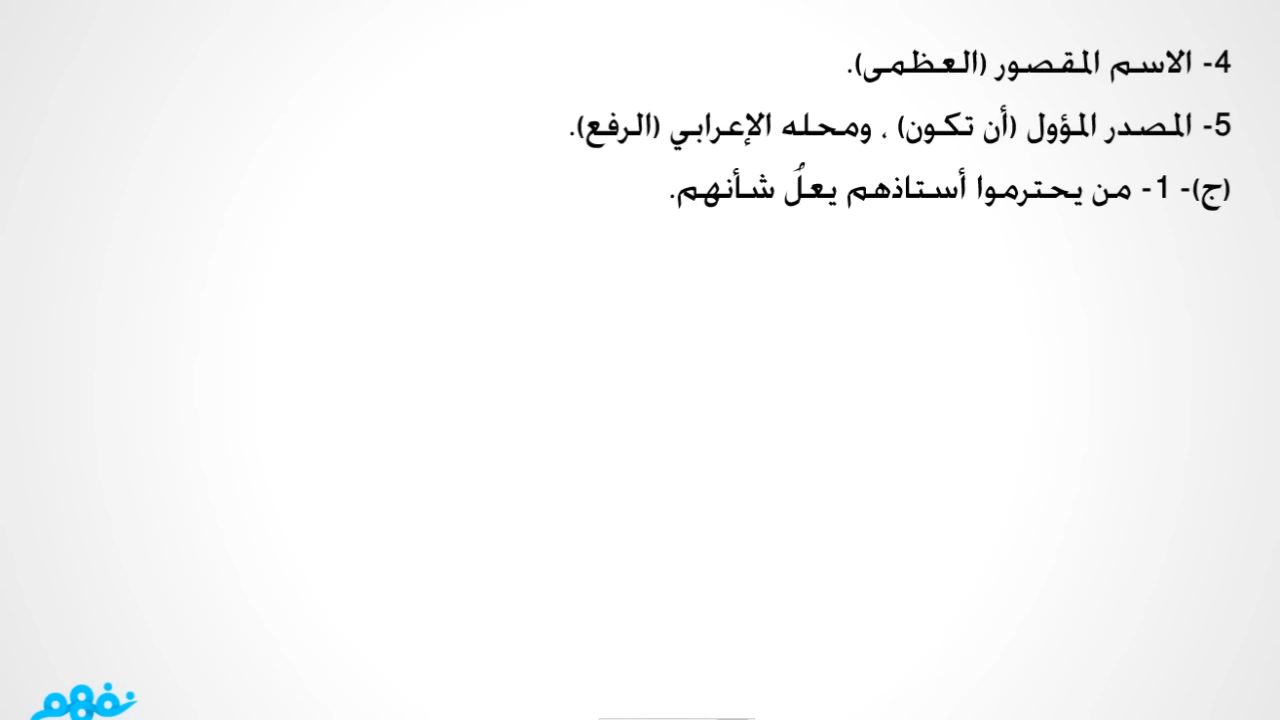 4- الاسم المقصور (العظمى).
5- المصدر المؤول (أن تكون) ، ومحله الإعرابي (الرفع).
(ج)- 1- من يحترموا أستاذهم يعلُ شأنهم.
نفهم